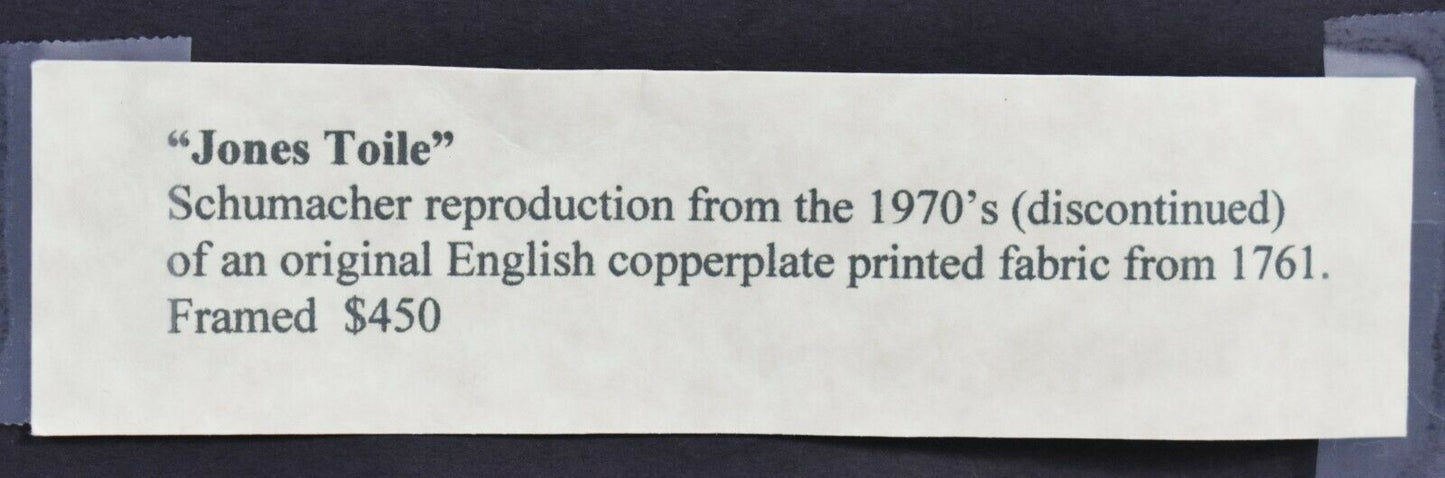 “Jones Toile”
Schumacher reproduction from the 1970’s (discontinued)
of an original English copperplate printed fabric from 1761.
Framed  $450